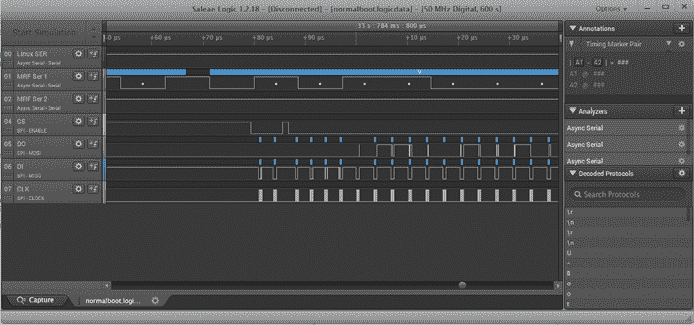 Saleae Logic 1.2.18 - [Disconnected] - [normalboot.logicdata] - [50 MHz Digital, 600 s]
Options
Start Simulation
33 s : 784 ms : 800 µs
+50 µs
+60 µs
+70 µs
+80 µs
+90 µs
+10 µs
+20 µs
+30 µs
00 Linux SER
Async Serial - Serial
01 MRF Ser 1
Async Serial - Serial
02 MRF Ser 2
Async Serial - Serial
04 CS
SPI - ENABLE
05 DO
SPI - MOSI
06 DI
SPI - MISO
07 CLK
SPI - CLOCK
Annotations
Timing Marker Pair
| A1 - A2 | = ###
A1 @ ###
A2 @ ###
Analyzers
Async Serial
Async Serial
Async Serial
Decoded Protocols
Search Protocols
\r
\n
\r
\n
U
-
B
o
o
t
Capture
normalboot.logi...